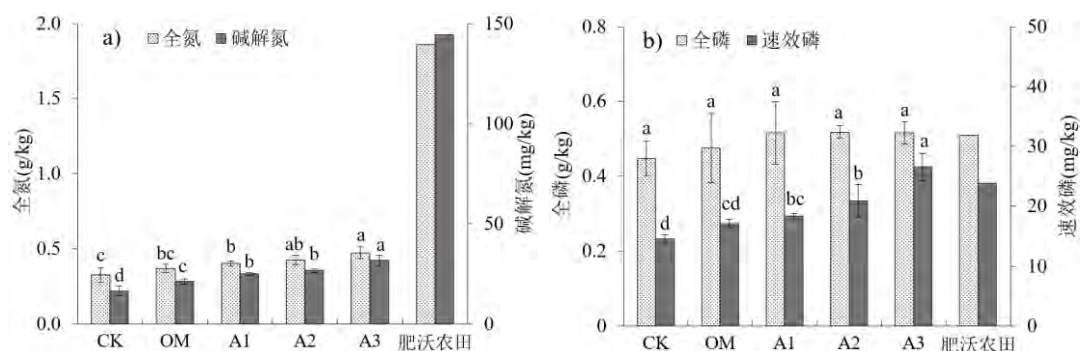 a)
全氮 碱解氮
2.0
1.5
1.0
0.5
0.0
全氮(g/kg)
150
100
50
0
碱解氮(mg/kg)
c d bc c b b ab b a a
CK OM A1 A2 A3 肥沃农田
b)
全磷 速效磷
0.8
0.6
0.4
0.2
0
全磷(g/kg)
50
40
30
20
10
0
速效磷(mg/kg)
a d a cd a bc a b a a
CK OM A1 A2 A3 肥沃农田